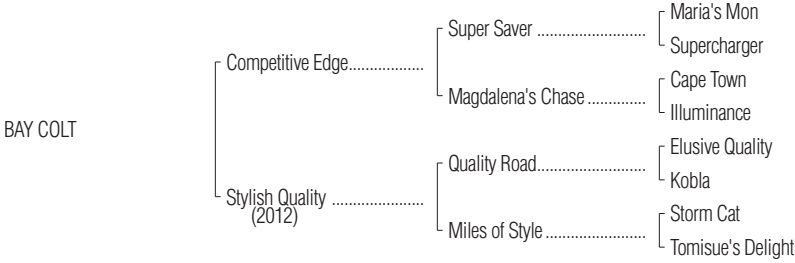 Maria's Mon
Super Saver ..........................
Supercharger
Competitive Edge..................
Cape Town
Magdalena's Chase ..............
Illuminance
BAY COLT
Elusive Quality
Quality Road..........................
Kobla
Stylish Quality ......................
(2012)
Storm Cat
Miles of Style ........................
Tomisue's Delight